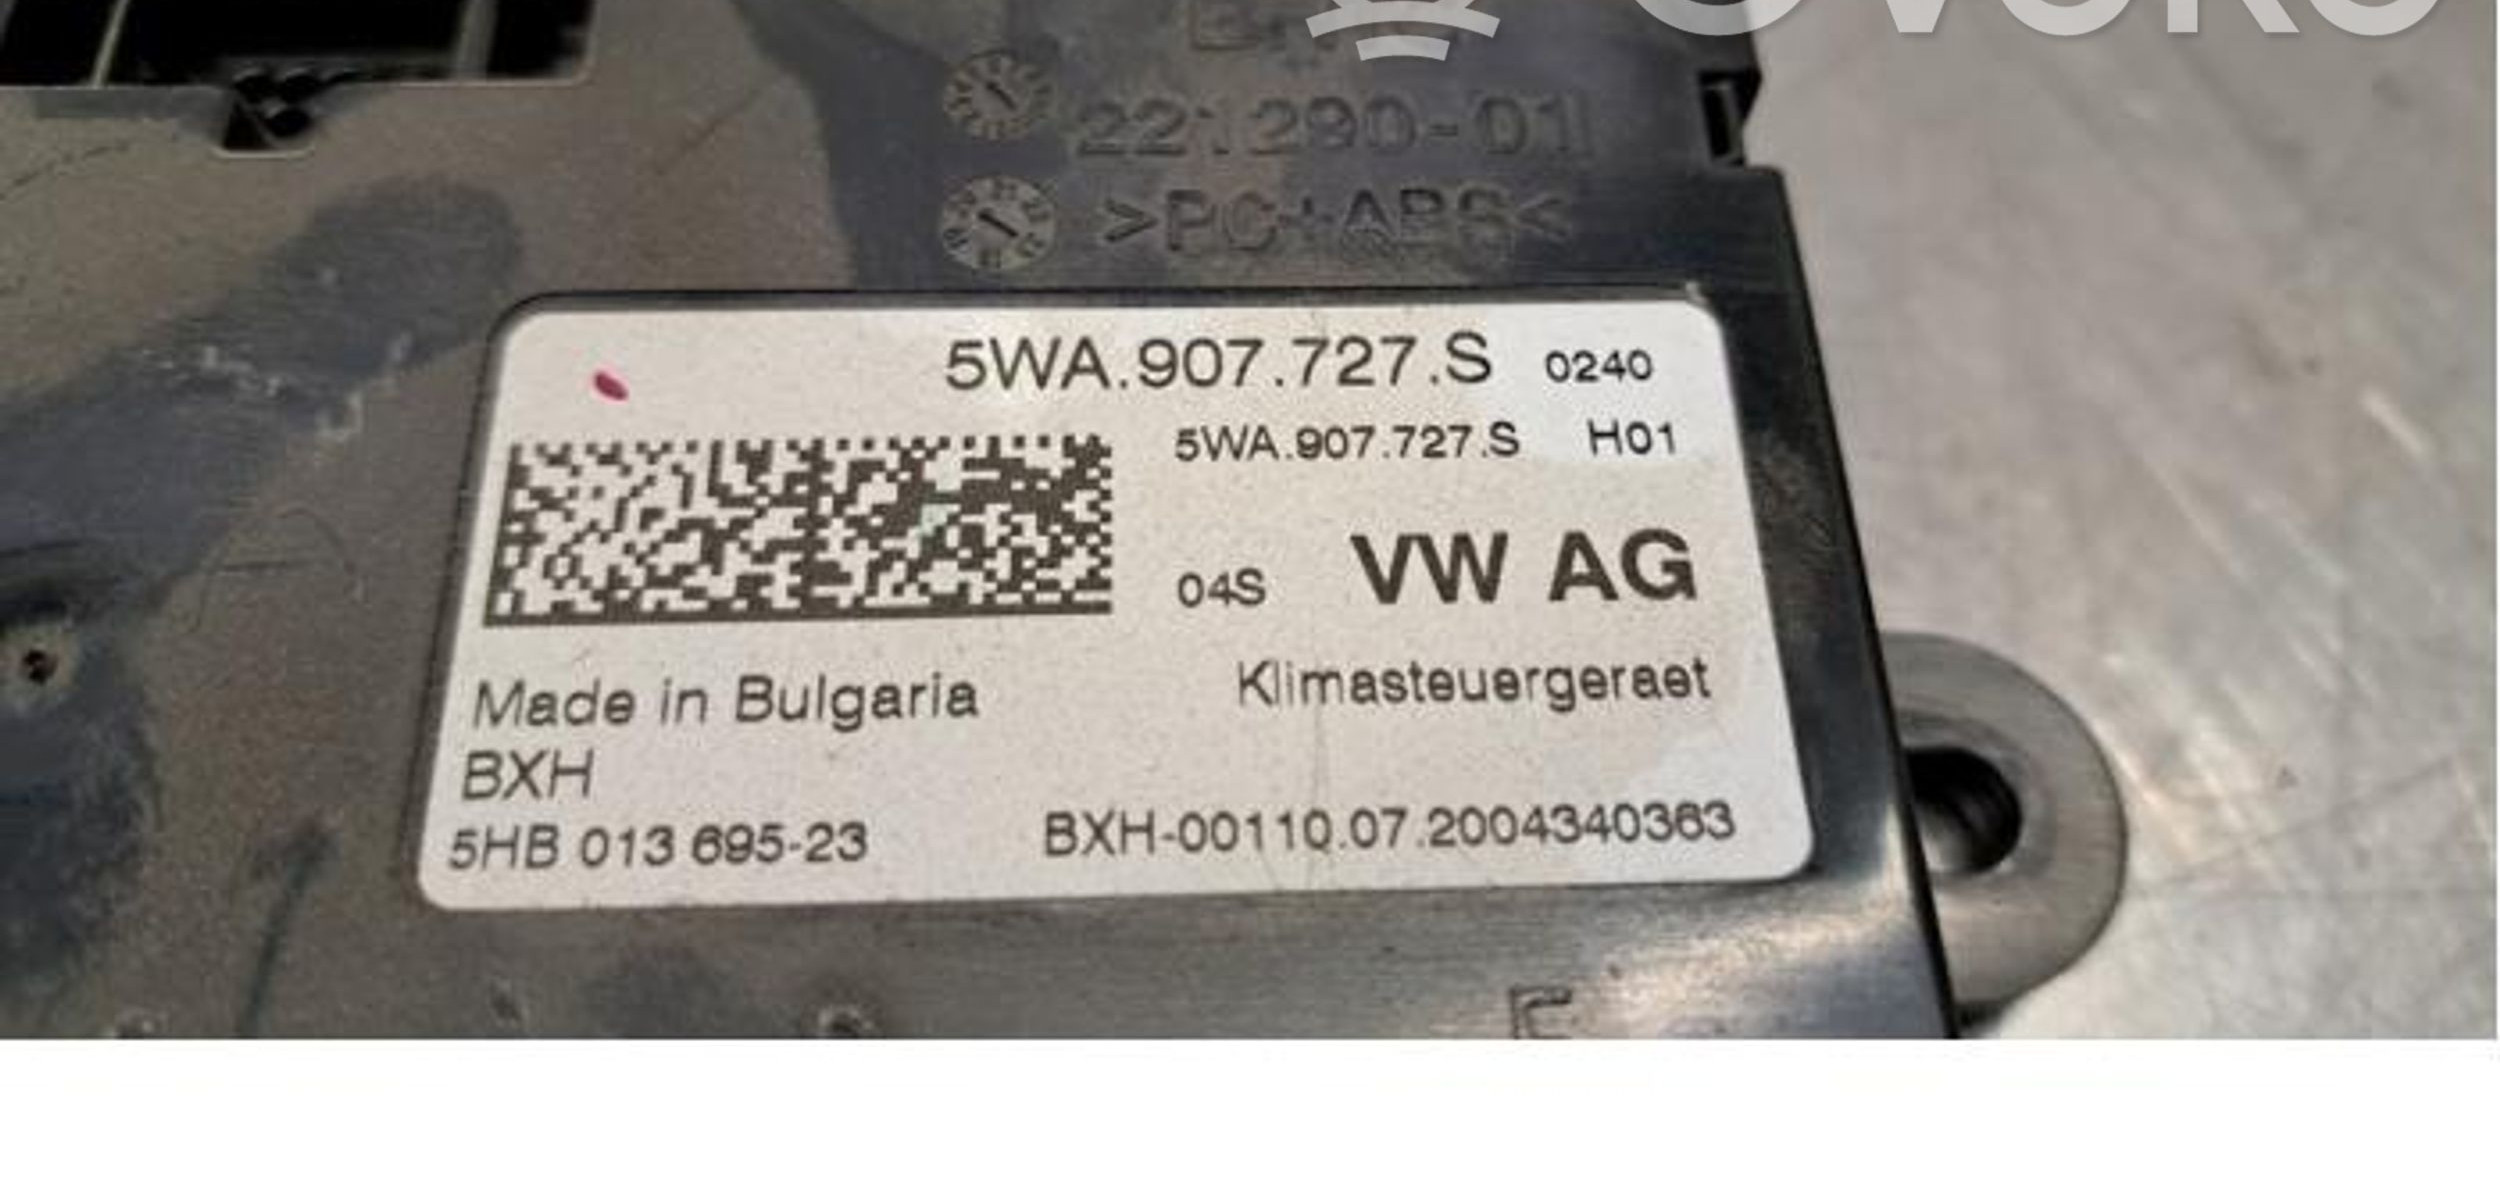 221290-01
>PC+ABS<
5WA.907.727.S 0240
5WA.907.727.S H01
04S VW AG
Made in Bulgaria Klimasteuergeraet
BXH
5HB 013 695-23 BXH-00110.07.2004340363